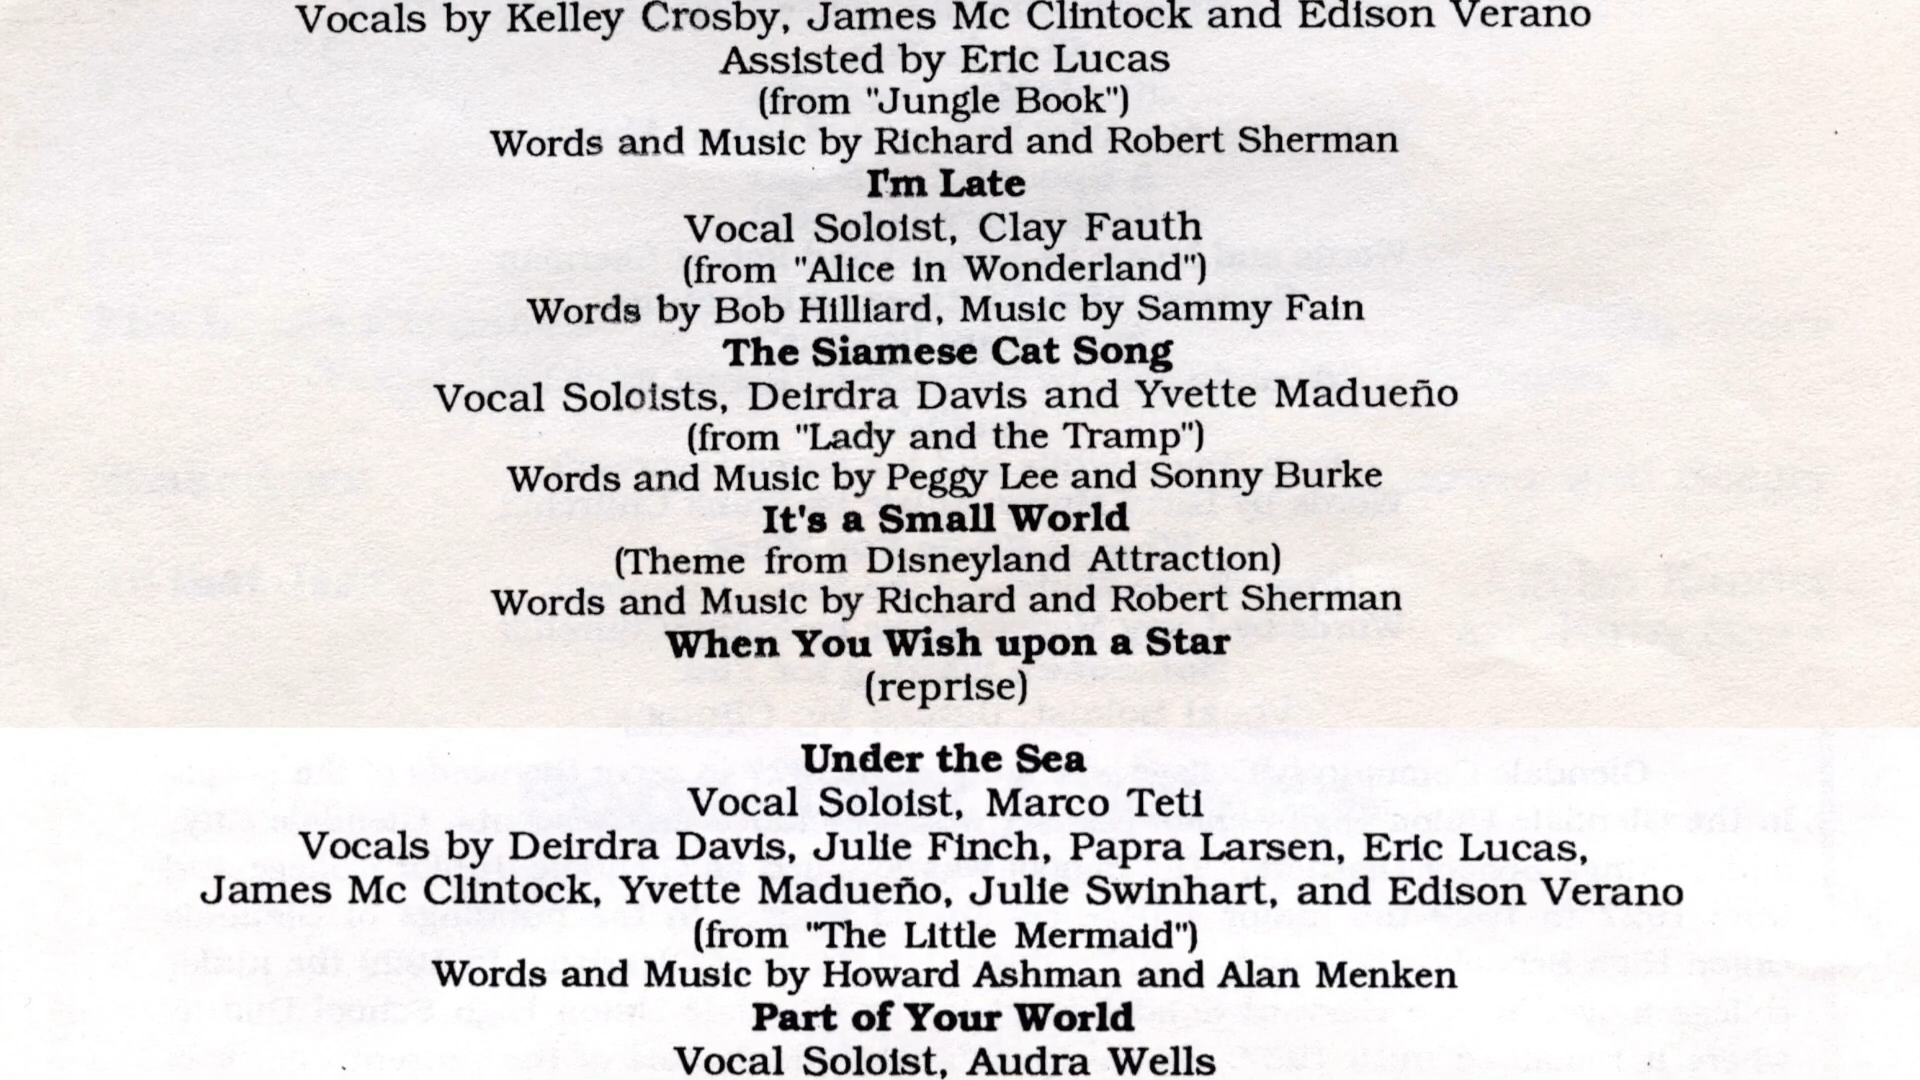 Vocals by Kelley Crosby, James Mc Clintock and Edison Verano
Assisted by Eric Lucas
(from "Jungle Book")
Words and Music by Richard and Robert Sherman
I'm Late
Vocal Soloist, Clay Fauth
(from "Alice in Wonderland")
Words by Bob Hilliard, Music by Sammy Fain
The Siamese Cat Song
Vocal Soloists, Deirdra Davis and Yvette Madueño
(from "Lady and the Tramp")
Words and Music by Peggy Lee and Sonny Burke
It's a Small World
(Theme from Disneyland Attraction)
Words and Music by Richard and Robert Sherman
When You Wish upon a Star
(reprise)
Under the Sea
Vocal Soloist, Marco Teti
Vocals by Deirdra Davis, Julie Finch, Papra Larsen, Eric Lucas,
James Mc Clintock, Yvette Madueño, Julie Swinhart, and Edison Verano
(from "The Little Mermaid")
Words and Music by Howard Ashman and Alan Menken
Part of Your World
Vocal Soloist, Audra Wells